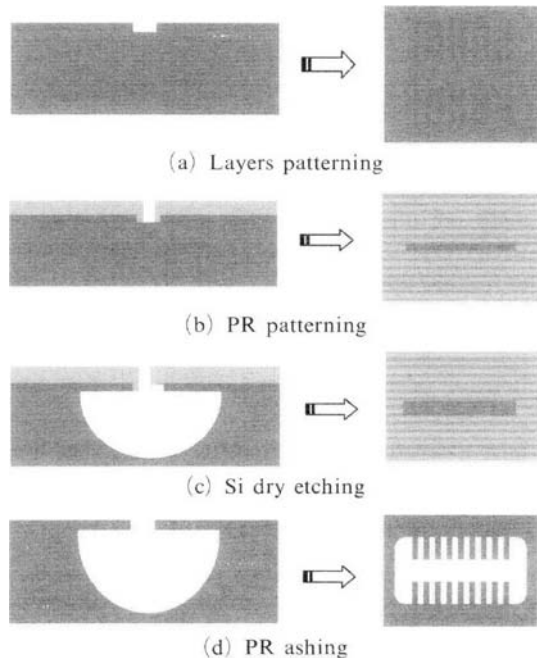 (a) Layers patterning
(b) PR patterning
(c) Si dry etching
(d) PR ashing